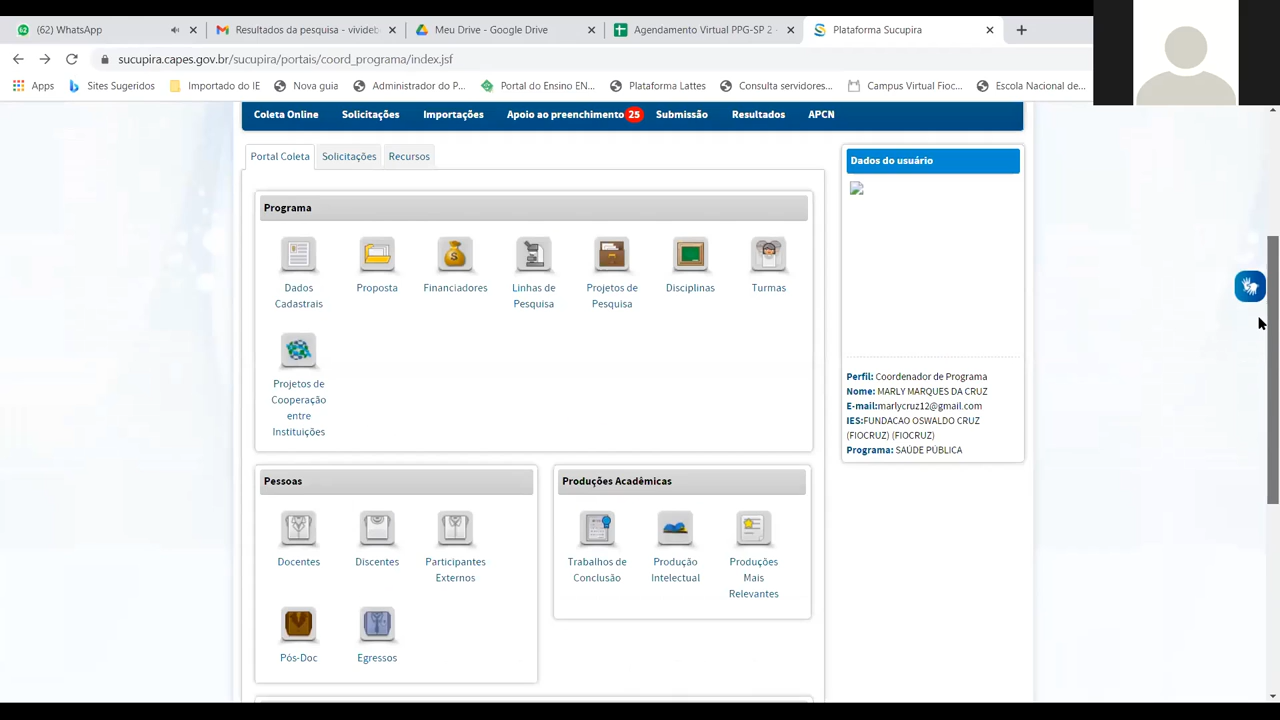 (62) WhatsApp
Resultados da pesquisa - vivideb
Meu Drive - Google Drive
Agendamento Virtual PPG-SP 2
Plataforma Sucupira
sucupira.capes.gov.br/sucupira/portais/coord_programa/index.jsf
Apps
Sites Sugeridos
Importado do IE
Nova guia
Administrador do P...
Portal do Ensino EN...
Plataforma Lattes
Consulta servidores...
Campus Virtual Fioc...
Escola Nacional de...
Coleta Online
Solicitações
Importações
Apoio ao preenchimento 25
Submissão
Resultados
APCN
Portal Coleta
Solicitações
Recursos
Programa
Dados
Cadastrais
Proposta
Financiadores
Linhas de
Pesquisa
Projetos de
Pesquisa
Disciplinas
Turmas
Projetos de
Cooperação
entre
Instituições
Pessoas
Docentes
Discentes
Participantes
Externos
Pós-Doc
Egressos
Produções Acadêmicas
Trabalhos de
Conclusão
Produção
Intelectual
Produções
Mais
Relevantes
Dados do usuário
Perfil: Coordenador de Programa
Nome: MARLY MARQUES DA CRUZ
E-mail:marlycruz12@gmail.com
IES:FUNDACAO OSWALDO CRUZ
(FIOCRUZ) (FIOCRUZ)
Programa: SAÚDE PÚBLICA